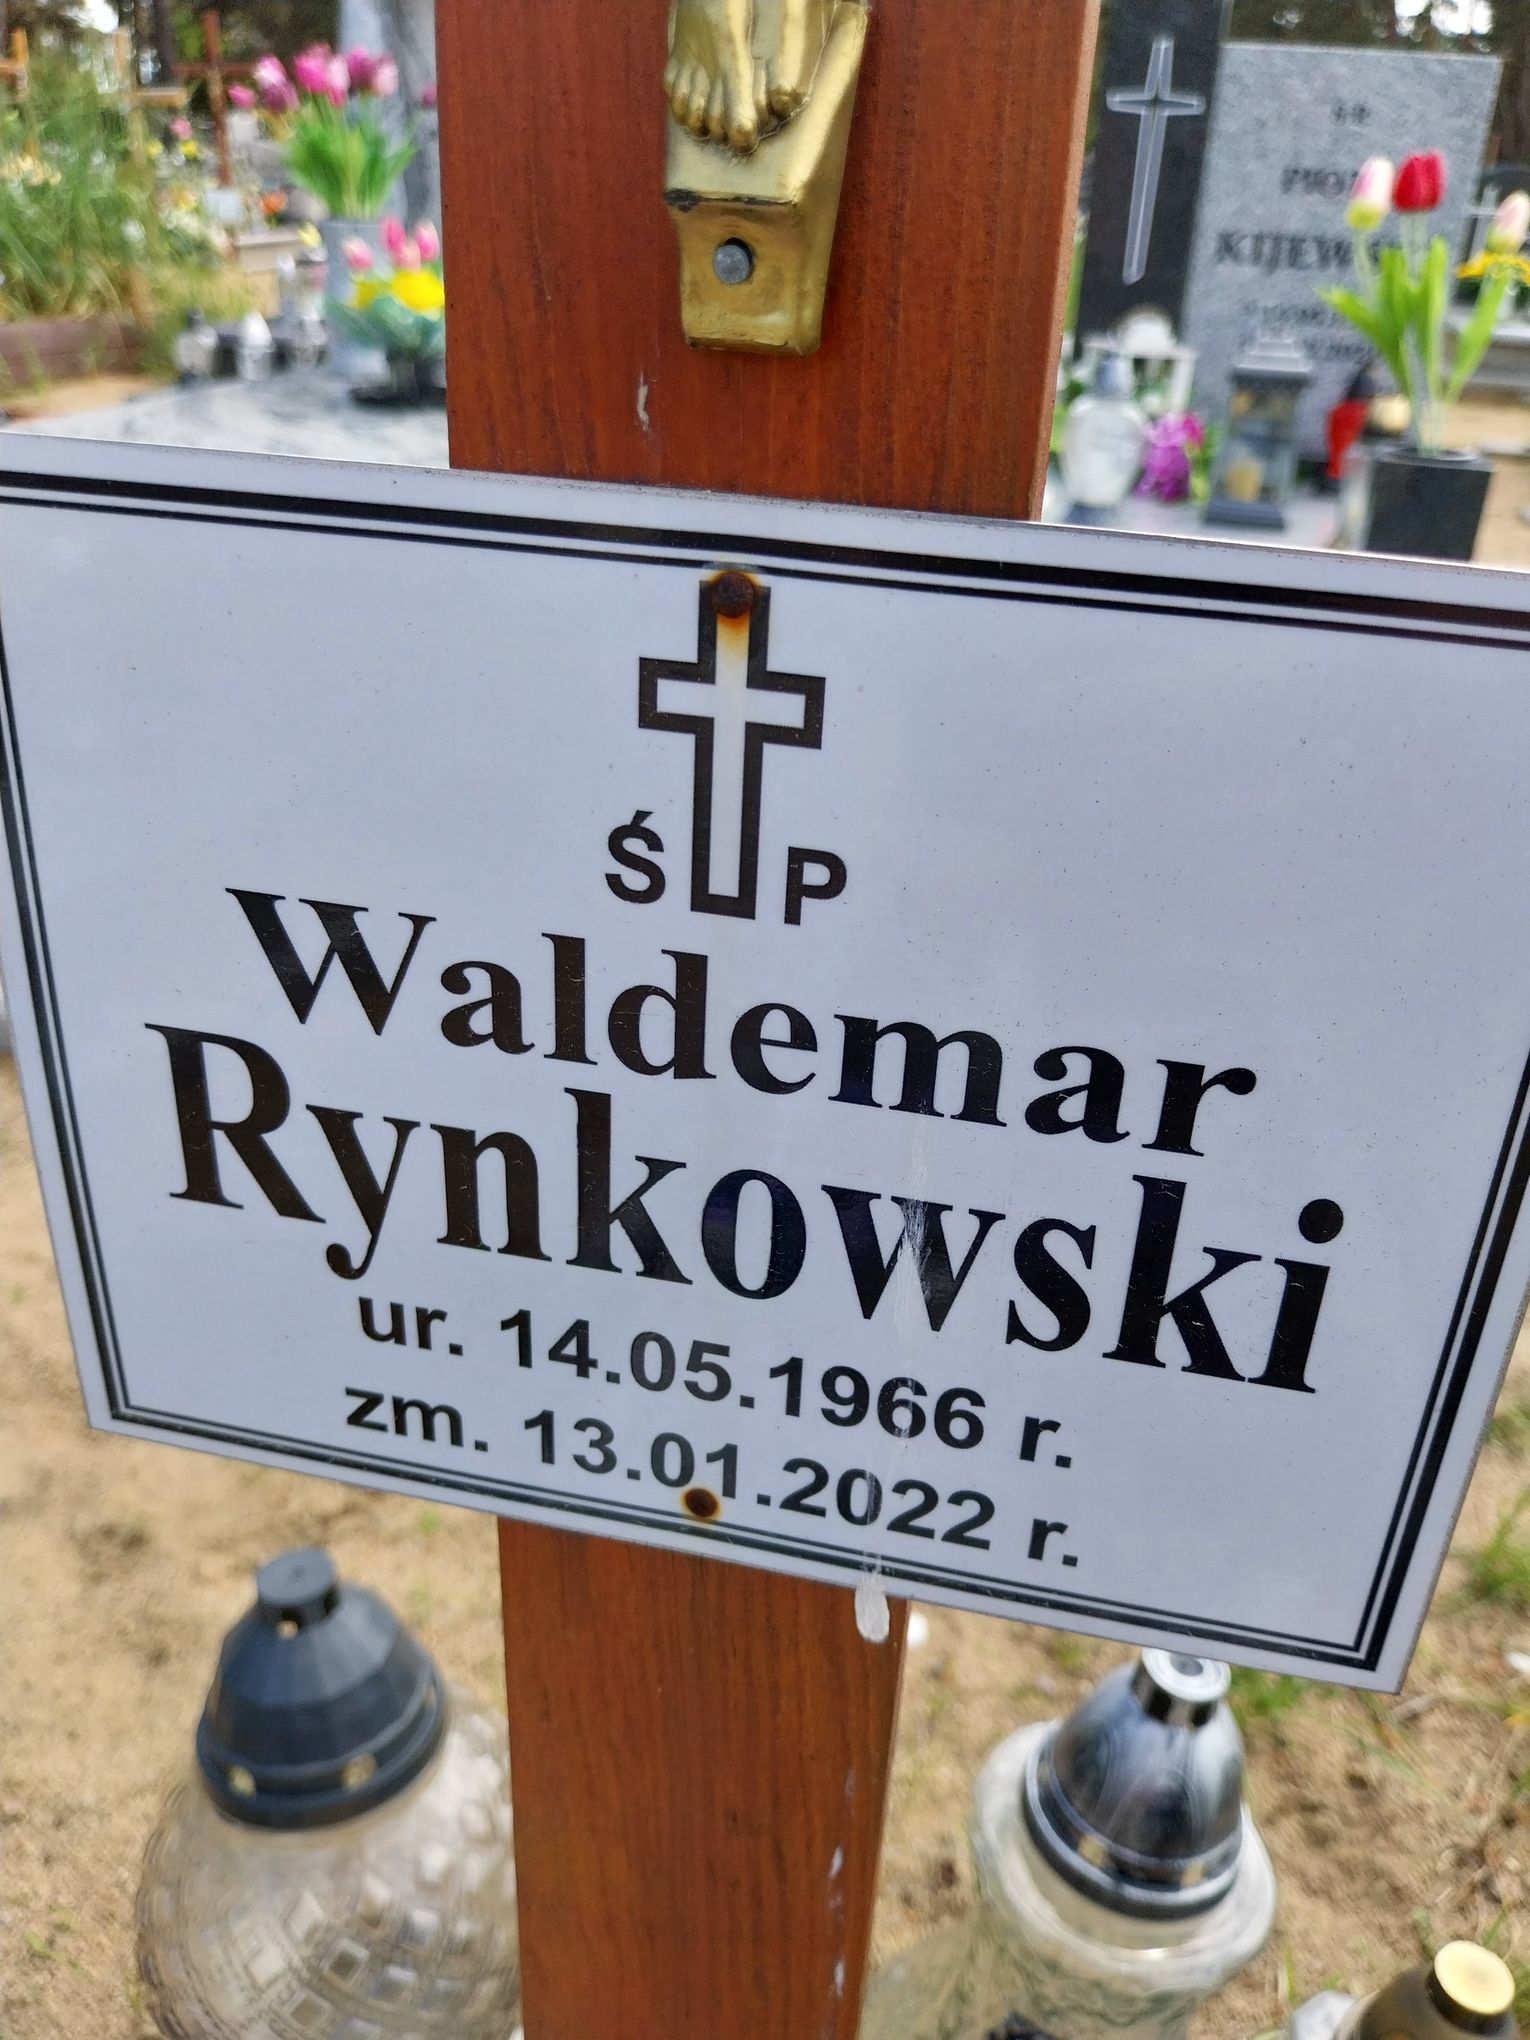 Ś P
Waldemar
Rynkowski
ur. 14.05.1966 r.
zm. 13.01.2022 r.